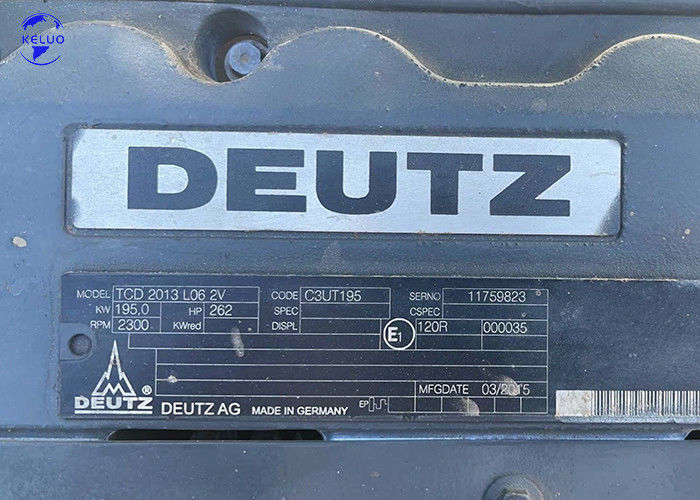 KELUO
DEUTZ
MODEL TCD 2013 L06 2V CODE C3UT195 SERNO 11759823
KW 195,0 HP 262 SPEC CSPEC
RPM 2300 KWred DISPL E1 120R 000035
MFGDATE 03/2015
DEUTZ ® DEUTZ AG MADE IN GERMANY EP